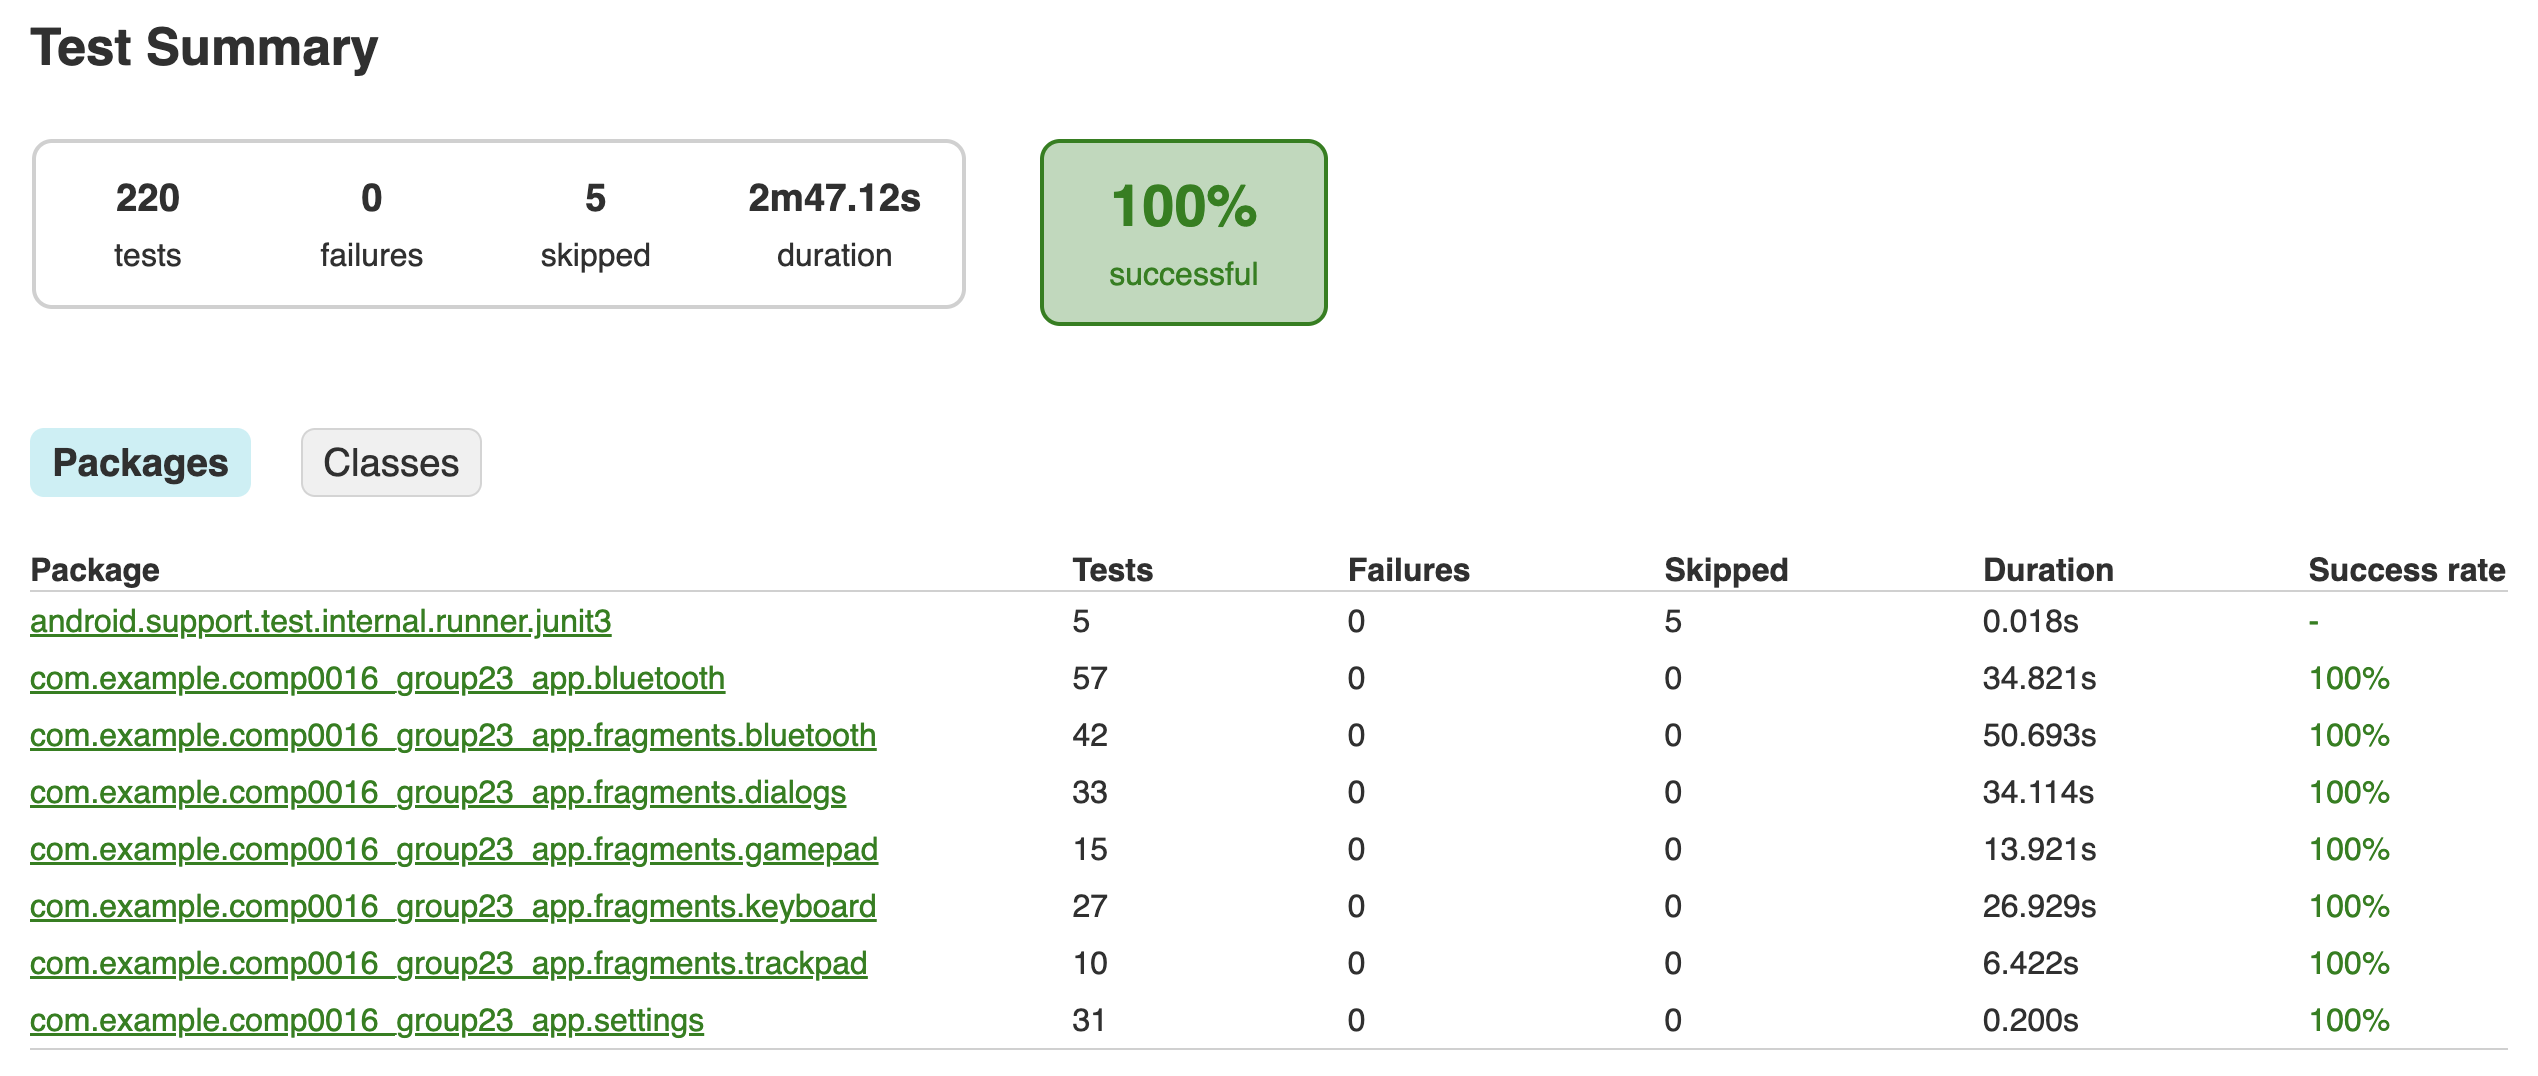 Test Summary
220 0 5 2m47.12s
tests failures skipped duration
100%
successful
Packages Classes
Package Tests Failures Skipped Duration Success rate
android.support.test.internal.runner.junit3 5 0 5 0.018s -
com.example.comp0016_group23_app.bluetooth 57 0 0 34.821s 100%
com.example.comp0016_group23_app.fragments.bluetooth 42 0 0 50.693s 100%
com.example.comp0016_group23_app.fragments.dialogs 33 0 0 34.114s 100%
com.example.comp0016_group23_app.fragments.gamepad 15 0 0 13.921s 100%
com.example.comp0016_group23_app.fragments.keyboard 27 0 0 26.929s 100%
com.example.comp0016_group23_app.fragments.trackpad 10 0 0 6.422s 100%
com.example.comp0016_group23_app.settings 31 0 0 0.200s 100%